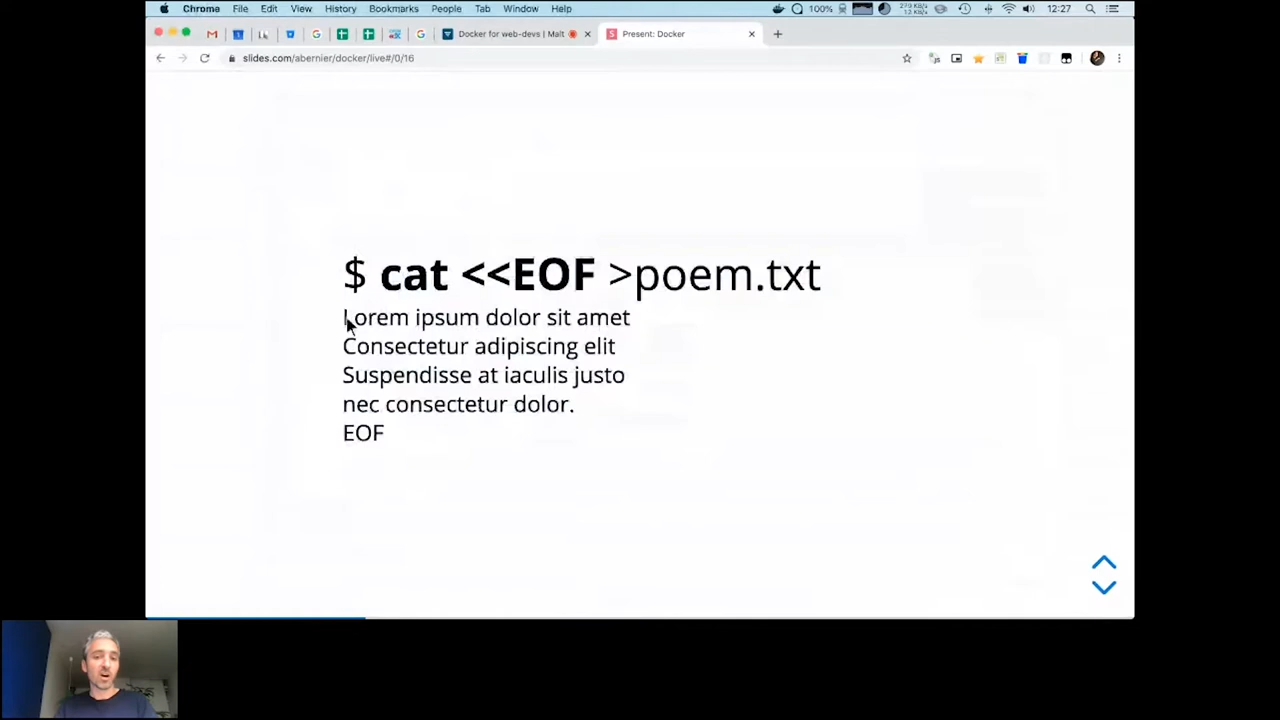 Chrome File Edit View History Bookmarks People Tab Window Help 100% 12:27
Docker for web-devs | Malt Present: Docker
slides.com/abernier/docker/live#/0/16
$ cat <<EOF >poem.txt
Lorem ipsum dolor sit amet
Consectetur adipiscing elit
Suspendisse at iaculis justo
nec consectetur dolor.
EOF